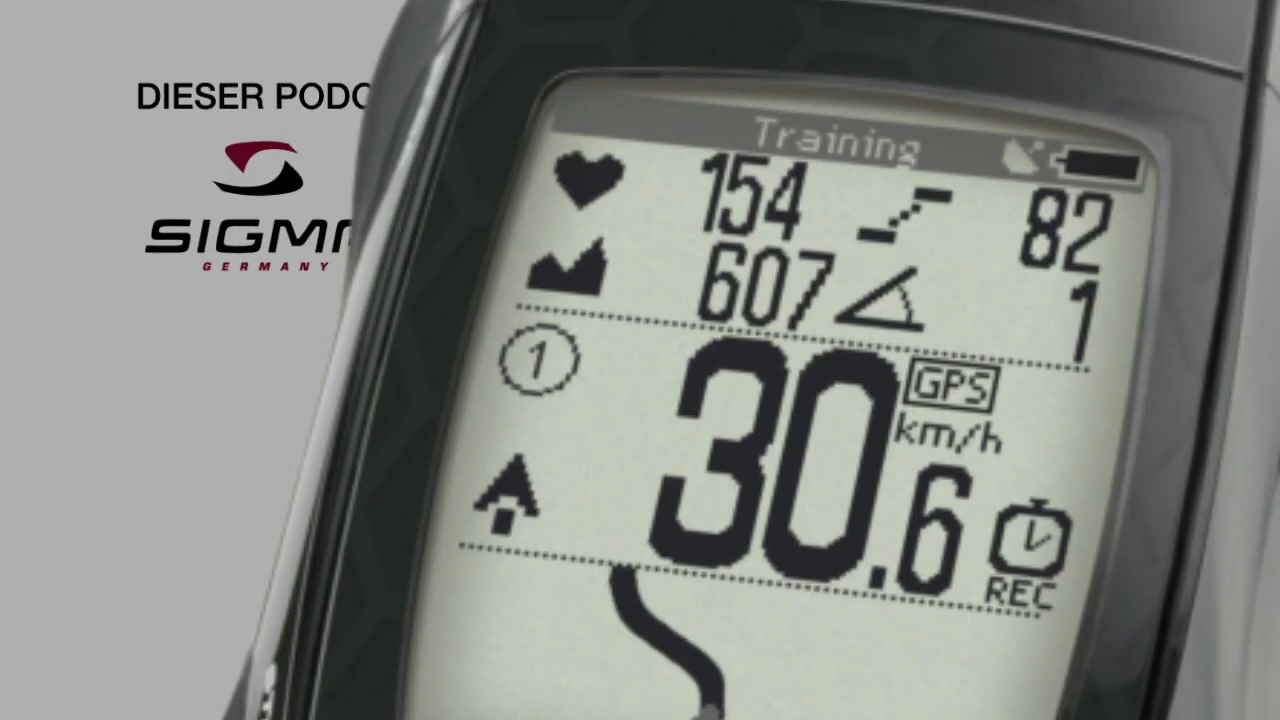 DIESER PODC
SIGMA
GERMANY
Training
154 82
607 1
1
30.6
GPS
km/h
REC